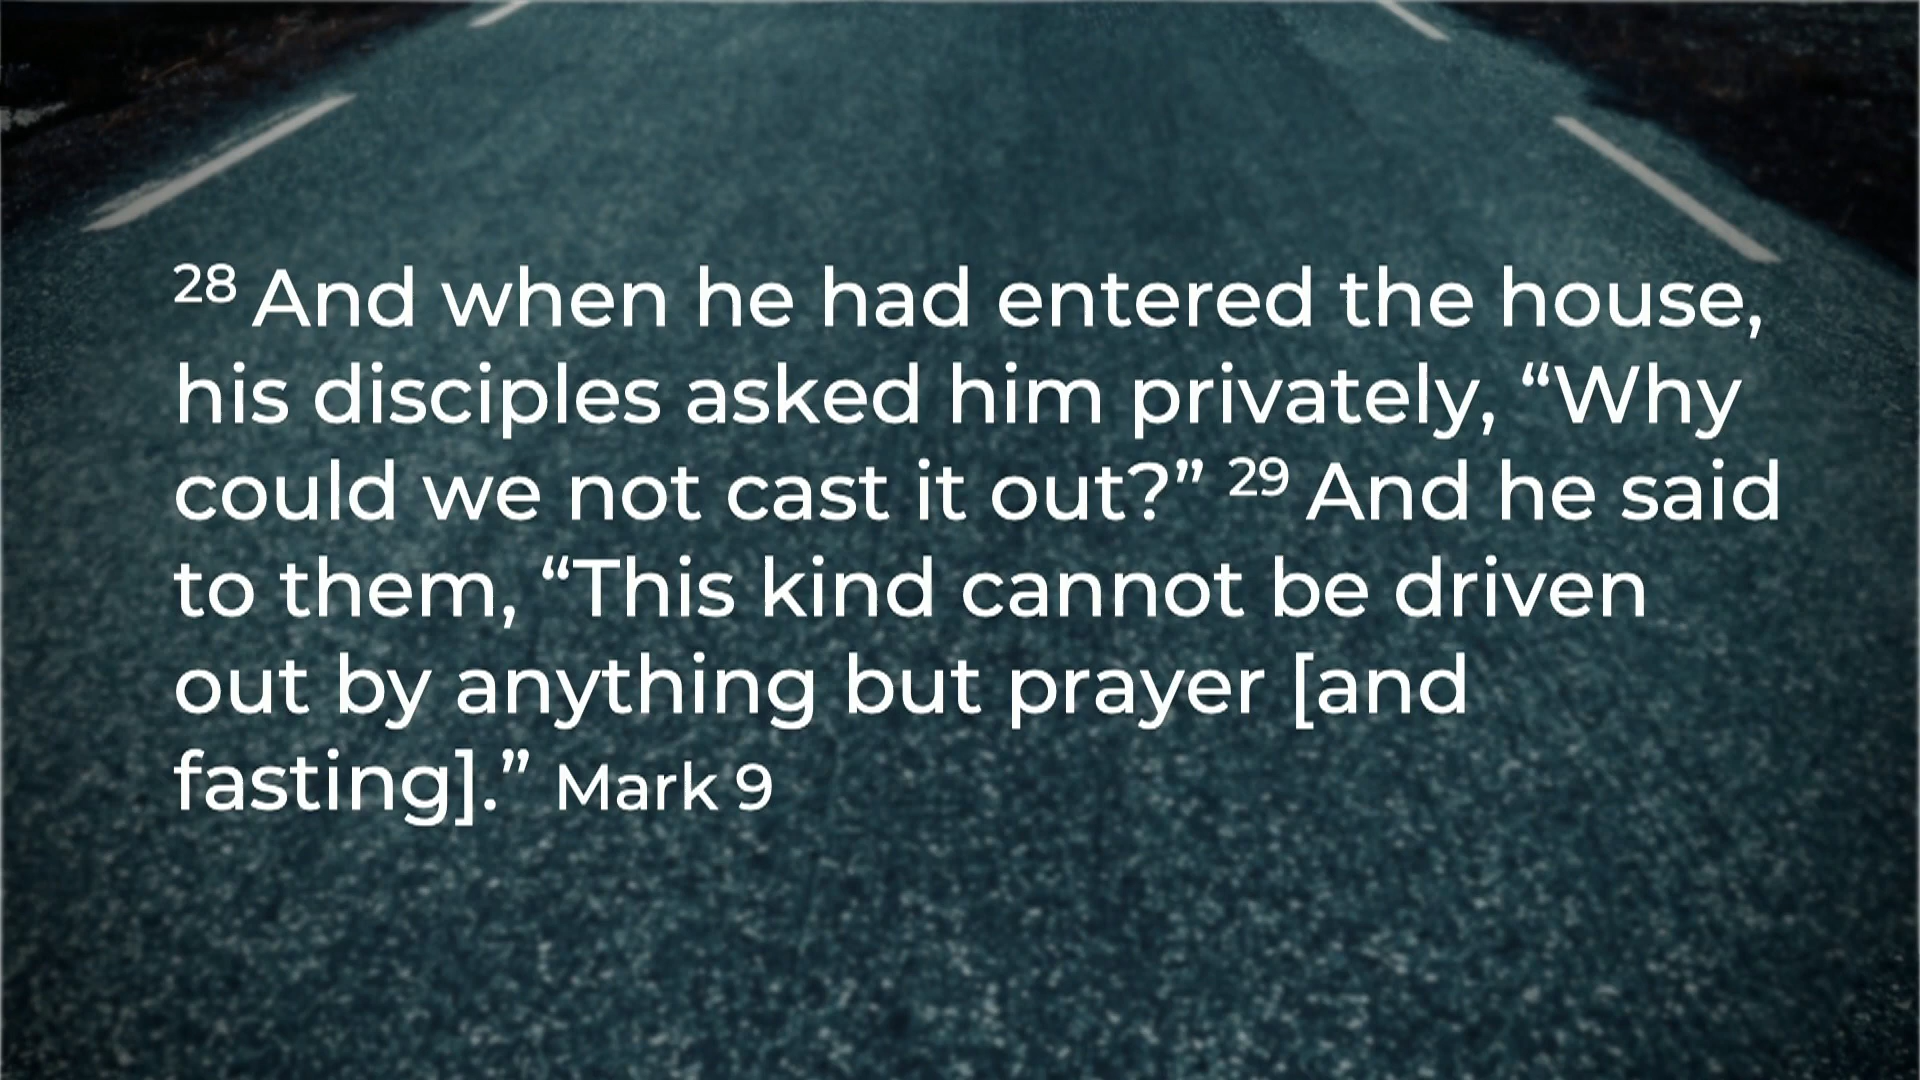 28 And when he had entered the house,
his disciples asked him privately, “Why
could we not cast it out?” 29 And he said
to them, “This kind cannot be driven
out by anything but prayer [and
fasting].” Mark 9